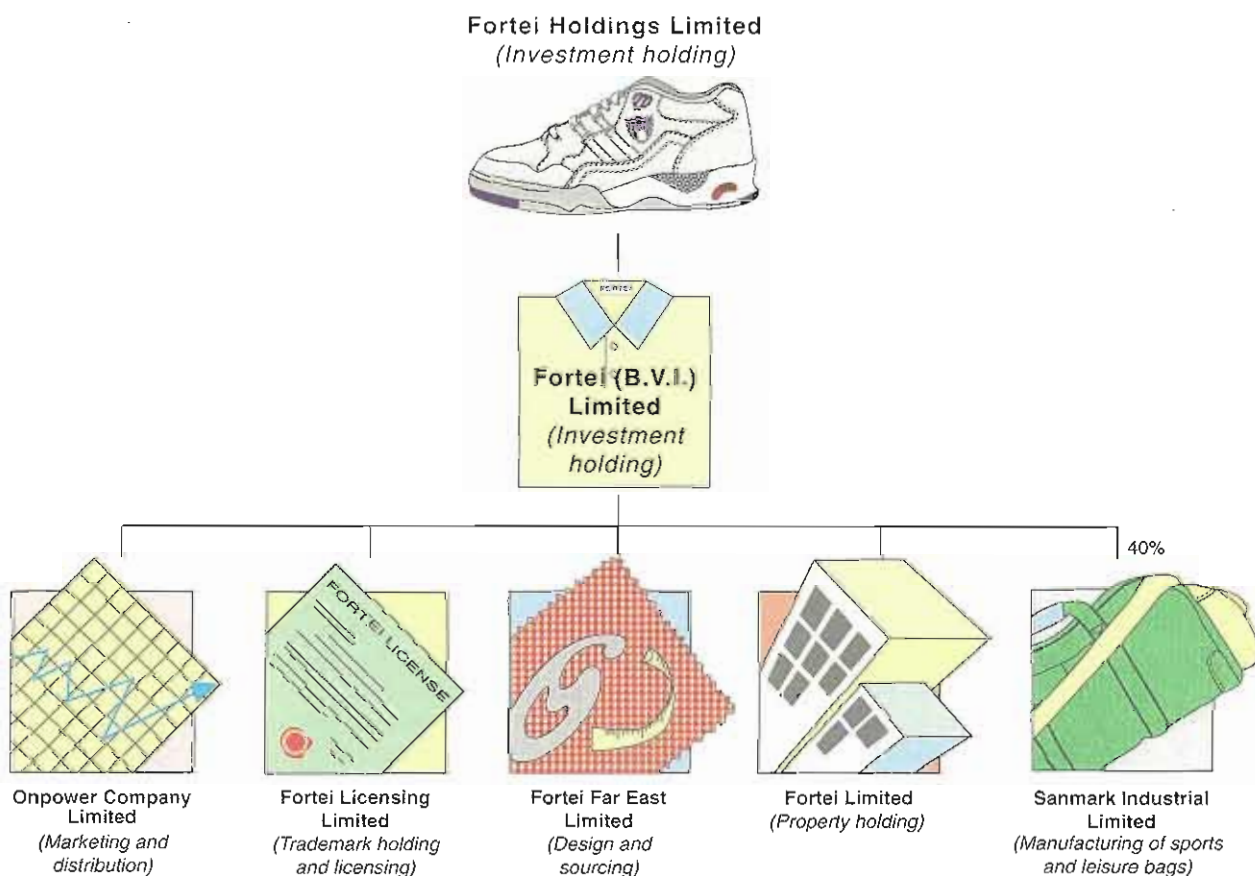 Fortei Holdings Limited
(Investment holding)
Fortei (B.V.I.)
Limited
(Investment
holding)
40%
FORTEI LICENSE
Onpower Company
Limited
(Marketing and
distribution)
Fortei Licensing
Limited
(Trademark holding
and licensing)
Fortei Far East
Limited
(Design and
sourcing)
Fortei Limited
(Property holding)
Sanmark Industrial
Limited
(Manufacturing of sports
and leisure bags)